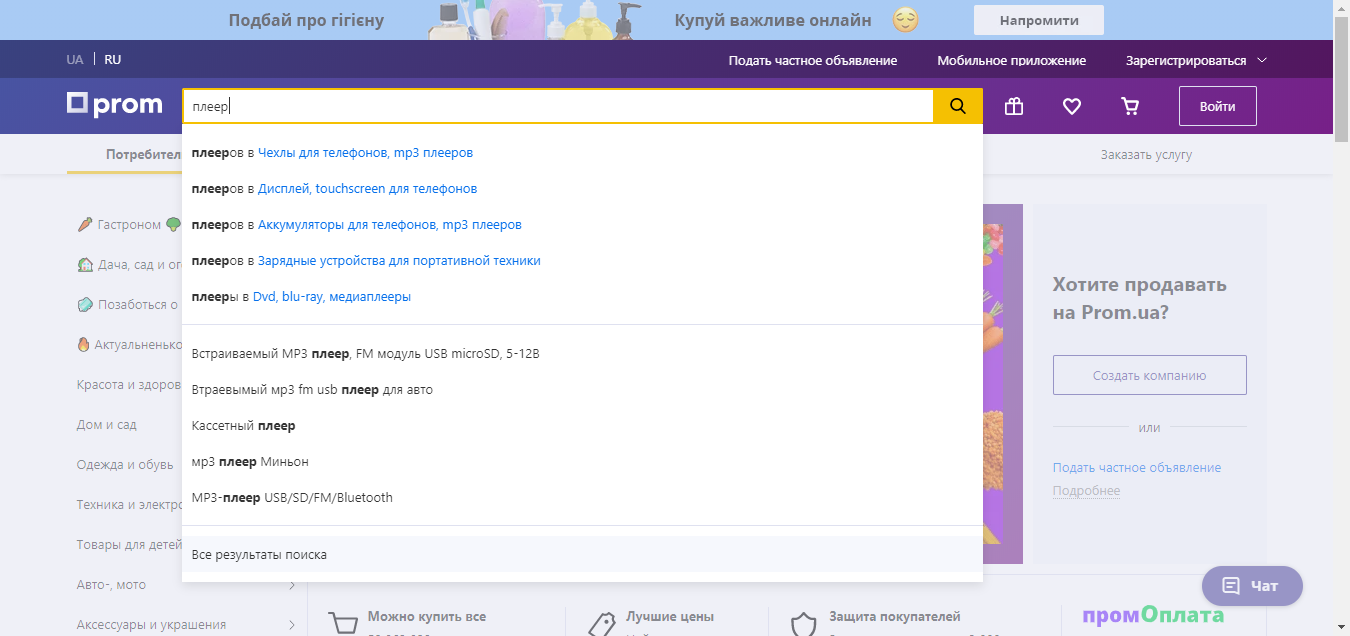 Подбай про гігієну
Купуй важливе онлайн
Напромити
UA RU
Подать частное объявление
Мобильное приложение
Зарегистрироваться
prom
плеер
Войти
Потребител
Заказать услугу
плееров в Чехлы для телефонов, mp3 плееров
плееров в Дисплей, touchscreen для телефонов
плееров в Аккумуляторы для телефонов, mp3 плееров
плееров в Зарядные устройства для портативной техники
плееры в Dvd, blu-ray, медиаплееры
Встраиваемый MP3 плеер, FM модуль USB microSD, 5-12В
Втраевымый мр3 fm usb плеер для авто
Кассетный плеер
мр3 плеер Миньон
MP3-плеер USB/SD/FM/Bluetooth
Все результаты поиска
Гастроном
Дача, сад и ог
Позаботься о
Актуальненько
Красота и здоров
Дом и сад
Одежда и обувь
Техника и электро
Товары для детей
Авто-, мото
Аксессуары и украшения
Хотите продавать
на Prom.ua?
Создать компанию
или
Подать частное объявление
Подробнее
Чат
Можно купить все
Лучшие цены
Защита покупателей
промОплата